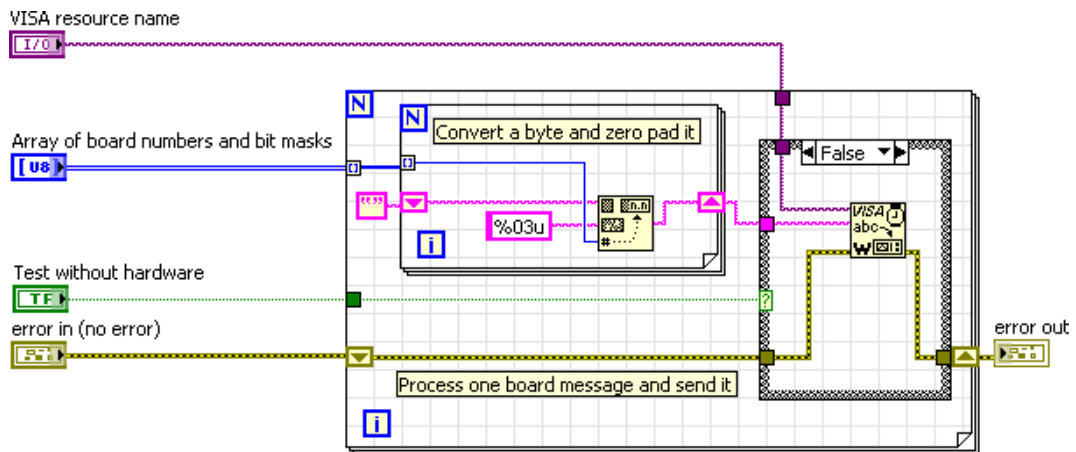 VISA resource name
I/O
N
N
Convert a byte and zero pad it
Array of board numbers and bit masks
[U8]
False
""
n.n
VISA
abc
W
%03u
#
i
Test without hardware
TF
?
error in (no error)
error out
Process one board message and send it
i